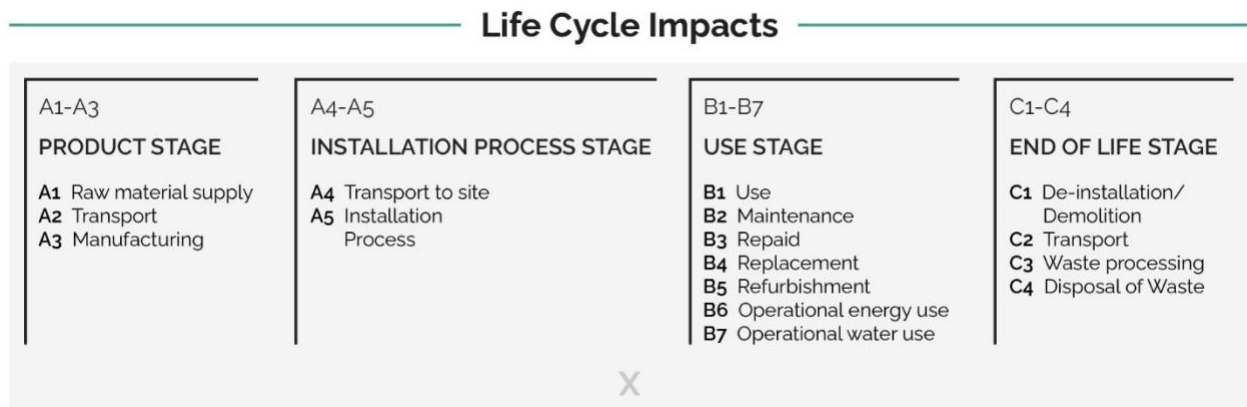 Life Cycle Impacts
A1-A3
PRODUCT STAGE
A1 Raw material supply
A2 Transport
A3 Manufacturing
A4-A5
INSTALLATION PROCESS STAGE
A4 Transport to site
A5 Installation
Process
B1-B7
USE STAGE
B1 Use
B2 Maintenance
B3 Repaid
B4 Replacement
B5 Refurbishment
B6 Operational energy use
B7 Operational water use
C1-C4
END OF LIFE STAGE
C1 De-installation/
Demolition
C2 Transport
C3 Waste processing
C4 Disposal of Waste
X